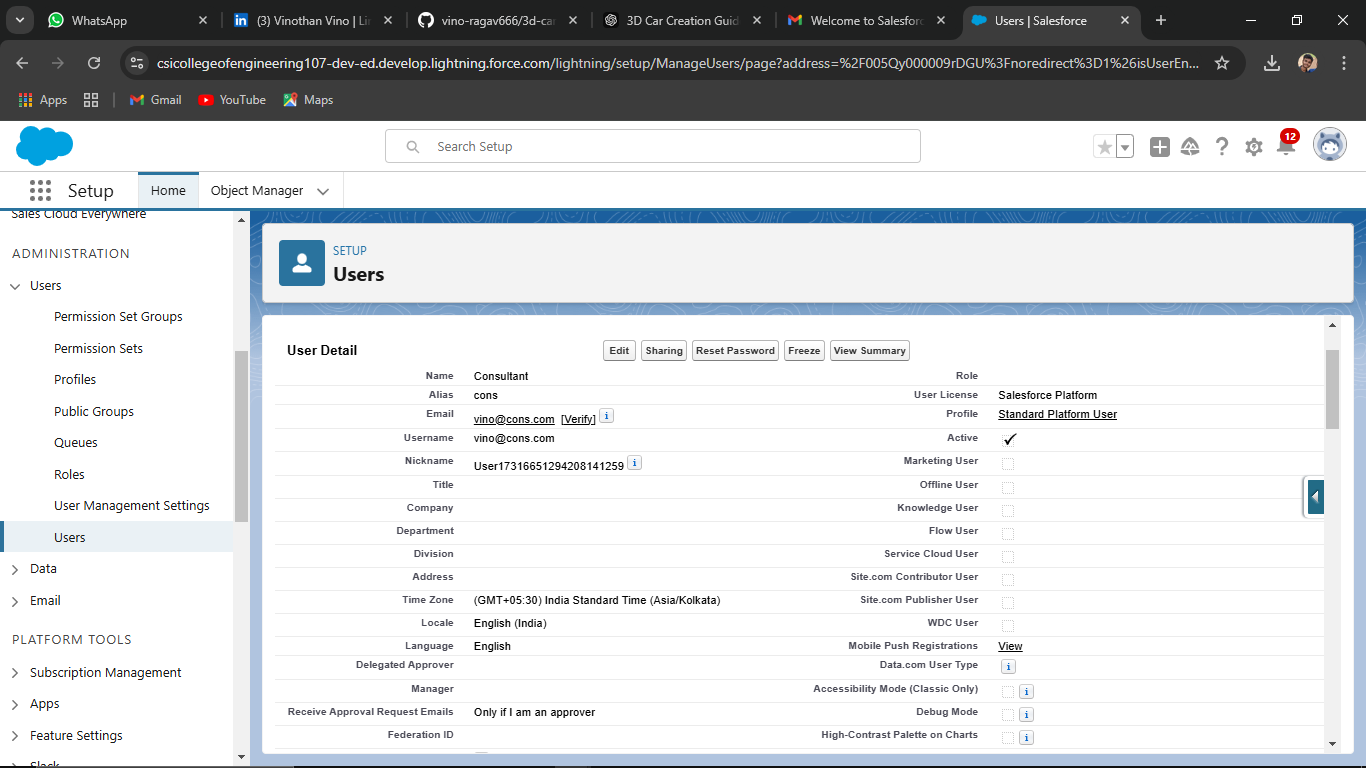 WhatsApp
(3) Vinothan Vino | Li
vino-ragav666/3d-car
3D Car Creation Guid
Welcome to Salesforc
Users | Salesforce
csicollegeofengineering107-dev-ed.develop.lightning.force.com/lightning/setup/ManageUsers/page?address=%2F005Qy000009rDGU%3Fnoredirect%3D1%26isUserEn...
Apps
Gmail
YouTube
Maps
Search Setup
12
Setup
Home
Object Manager
Sales Cloud Everywhere
ADMINISTRATION
Users
Permission Set Groups
Permission Sets
Profiles
Public Groups
Queues
Roles
User Management Settings
Users
Data
Email
PLATFORM TOOLS
Subscription Management
Apps
Feature Settings
Slack
SETUP
Users
User Detail
Edit
Sharing
Reset Password
Freeze
View Summary
Name Consultant Role
Alias cons User License Salesforce Platform
Email vino@cons.com [Verify] i Profile Standard Platform User
Username vino@cons.com Active
Nickname User17316651294208141259 i Marketing User
Title Offline User
Company Knowledge User
Department Flow User
Division Service Cloud User
Address Site.com Contributor User
Time Zone (GMT+05:30) India Standard Time (Asia/Kolkata) Site.com Publisher User
Locale English (India) WDC User
Language English Mobile Push Registrations View
Delegated Approver Data.com User Type i
Manager Accessibility Mode (Classic Only) i
Receive Approval Request Emails Only if I am an approver Debug Mode i
Federation ID High-Contrast Palette on Charts i